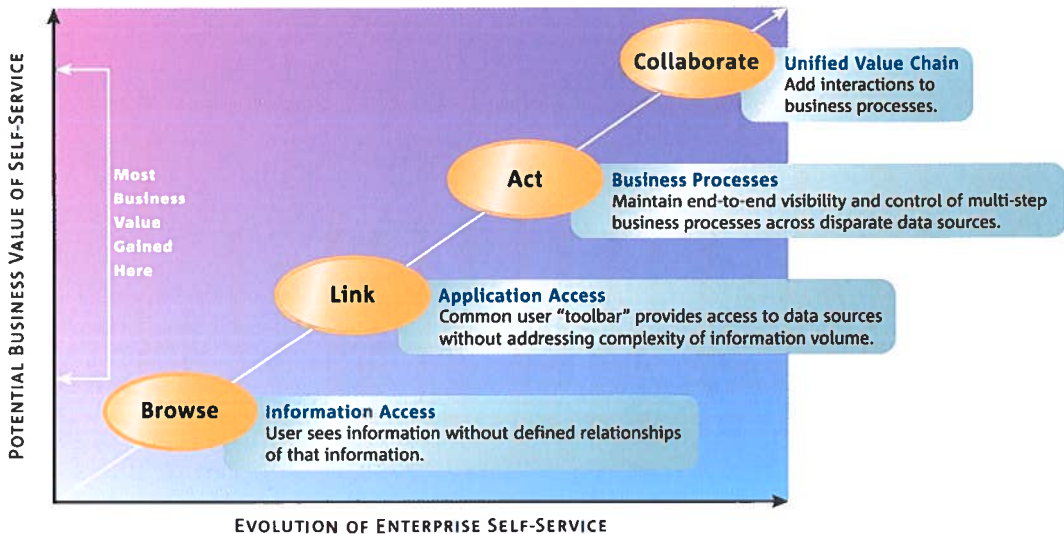 POTENTIAL BUSINESS VALUE OF SELF-SERVICE
Most
Business
Value
Gained
Here
Collaborate
Unified Value Chain
Add interactions to
business processes.
Act
Business Processes
Maintain end-to-end visibility and control of multi-step
business processes across disparate data sources.
Link
Application Access
Common user “toolbar” provides access to data sources
without addressing complexity of information volume.
Browse
Information Access
User sees information without defined relationships
of that information.
EVOLUTION OF ENTERPRISE SELF-SERVICE